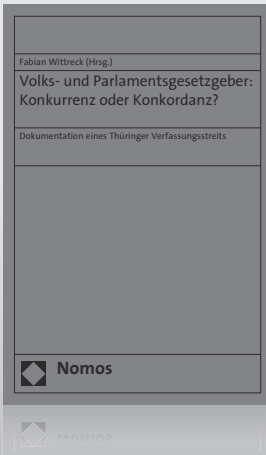 Fabian Wittreck (Hrsg.)
Volks- und Parlamentsgesetzgeber:
Konkurrenz oder Konkordanz?
Dokumentation eines Thüringer Verfassungsstreits
Nomos